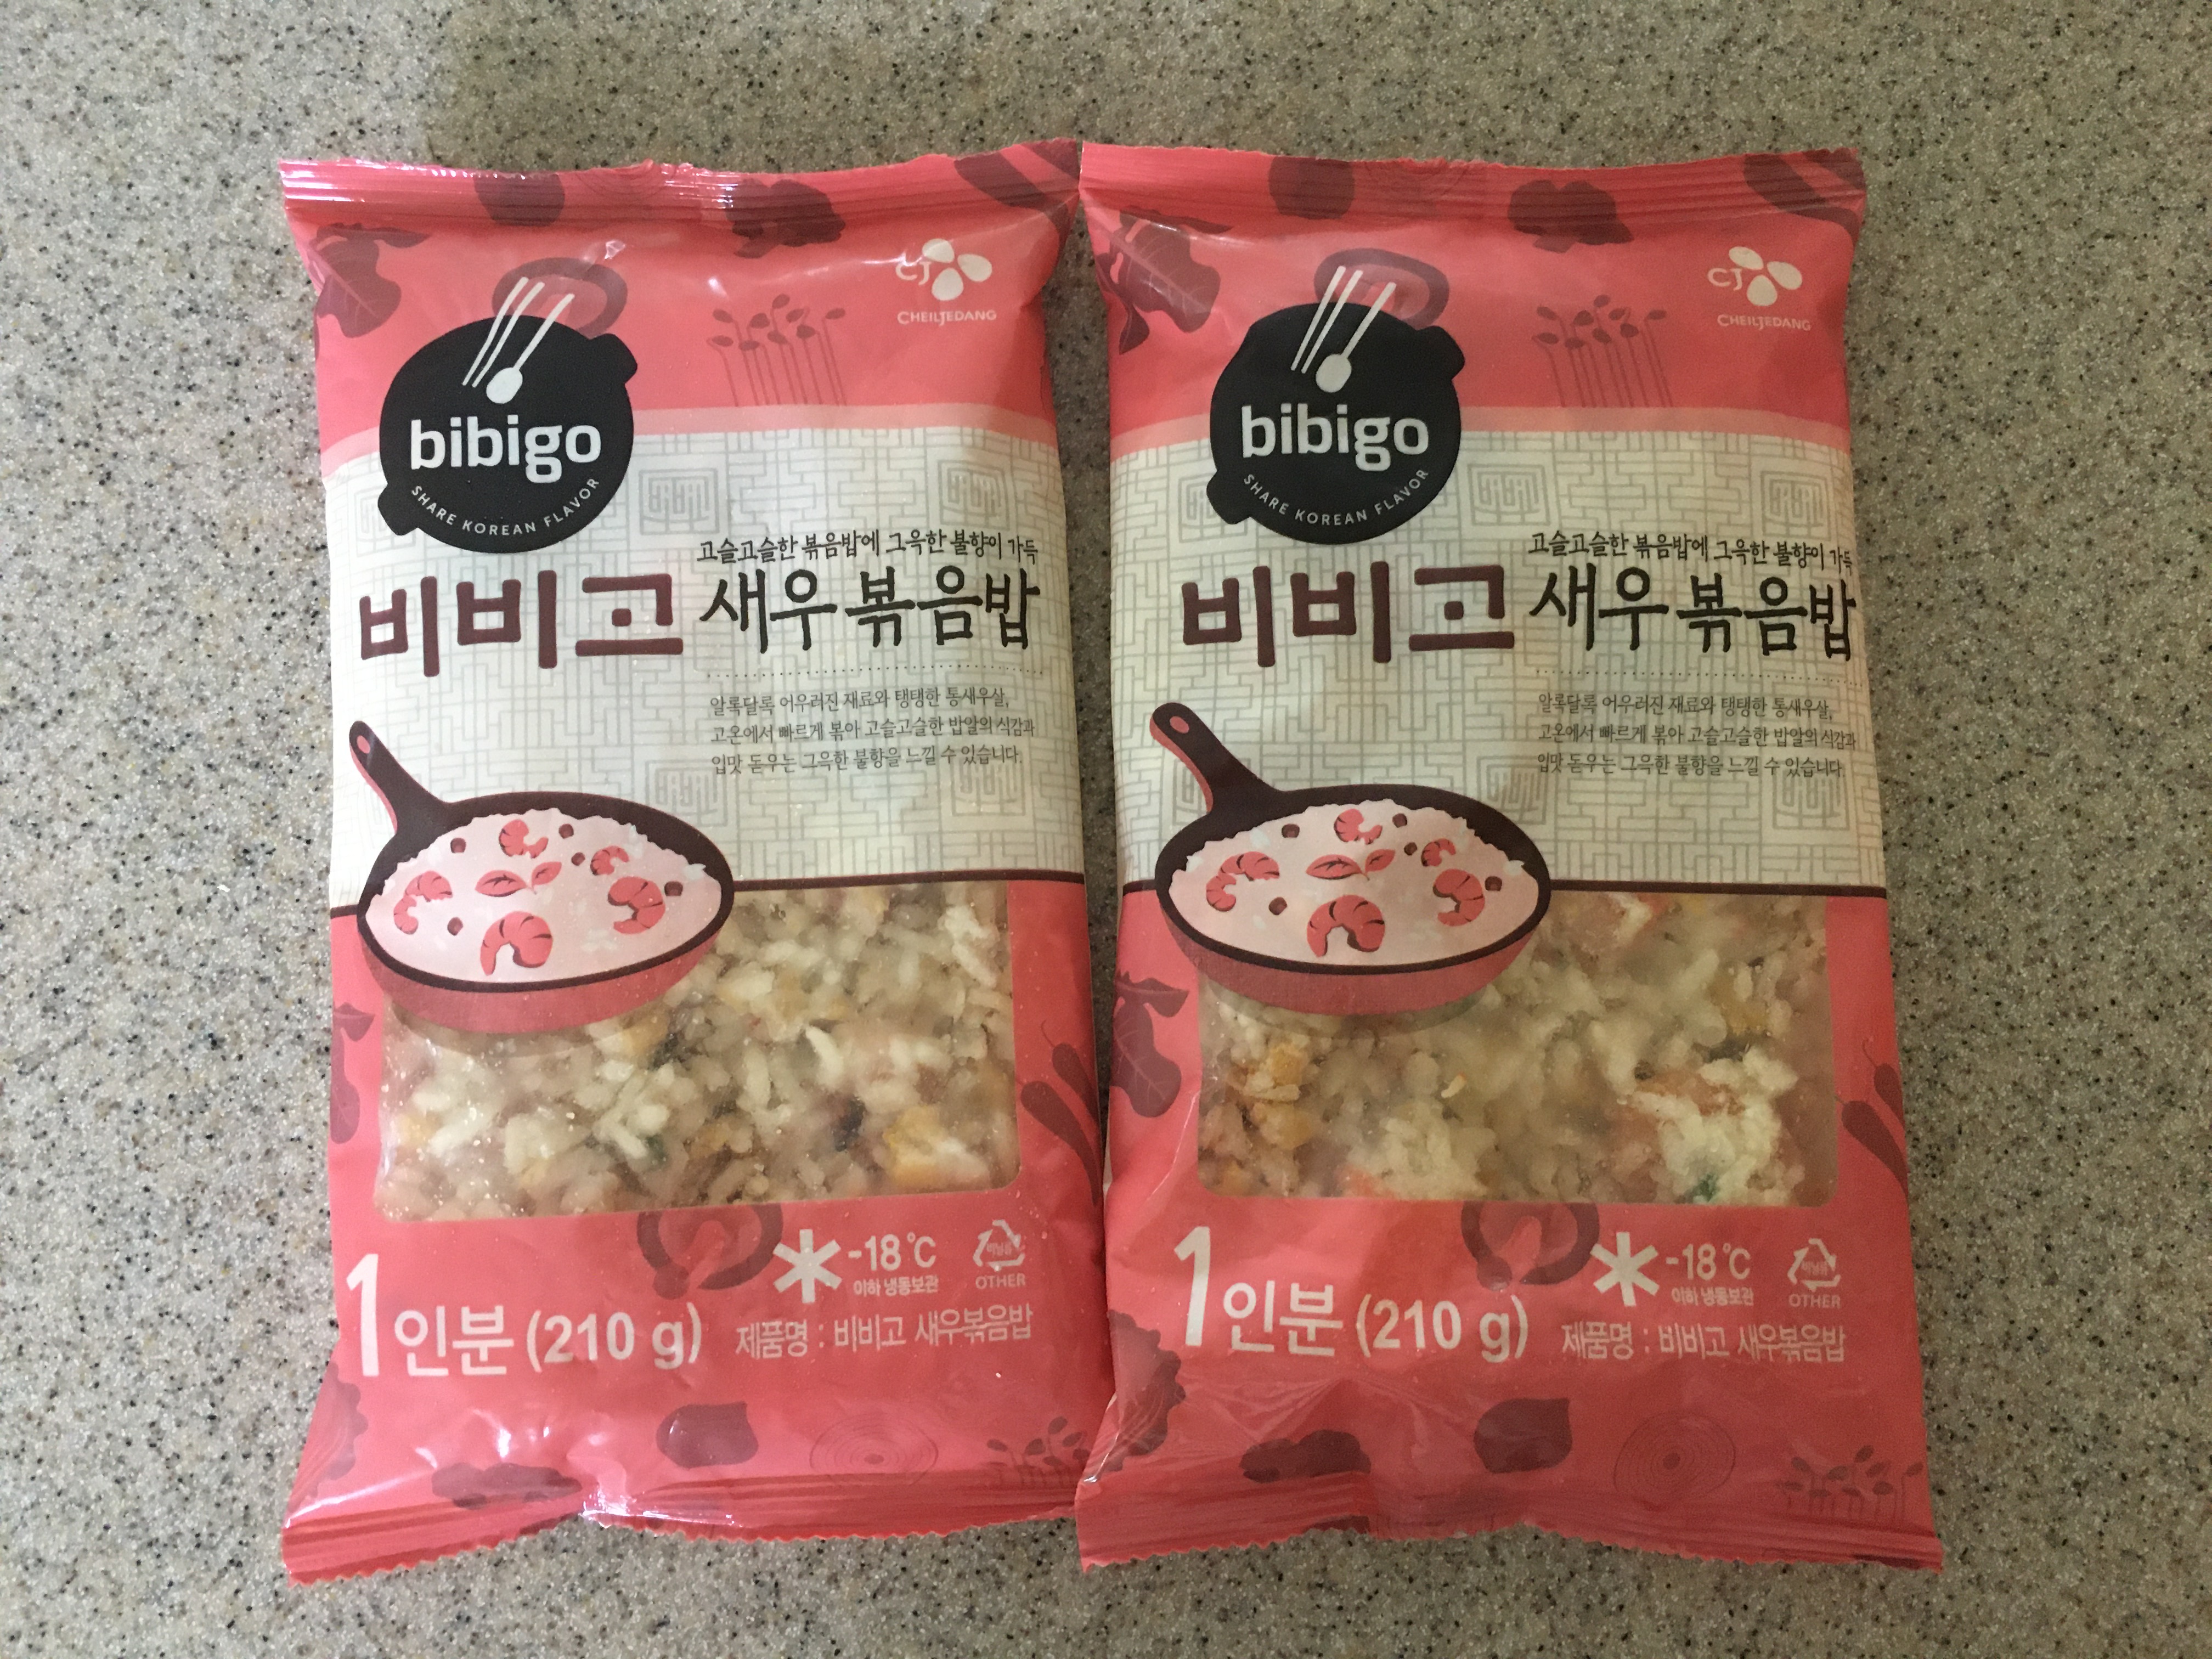 CJ
CHEILJEDANG
bibigo
SHARE KOREAN FLAVOR
고슬고슬한 볶음밥에 그윽한 불향이 가득
비비고 새우볶음밥
알록달록 어우러진 재료와 탱탱한 통새우살,
고온에서 빠르게 볶아 고슬고슬한 밥알의 식감과
입맛 돋우는 그윽한 불향을 느낄 수 있습니다.
-18℃
이하 냉동보관
비닐류
OTHER
1인분 (210 g)
제품명 : 비비고 새우볶음밥
CJ
CHEILJEDANG
bibigo
SHARE KOREAN FLAVOR
고슬고슬한 볶음밥에 그윽한 불향이 가득
비비고 새우볶음밥
알록달록 어우러진 재료와 탱탱한 통새우살,
고온에서 빠르게 볶아 고슬고슬한 밥알의 식감과
입맛 돋우는 그윽한 불향을 느낄 수 있습니다.
-18℃
이하 냉동보관
비닐류
OTHER
1인분 (210 g)
제품명 : 비비고 새우볶음밥